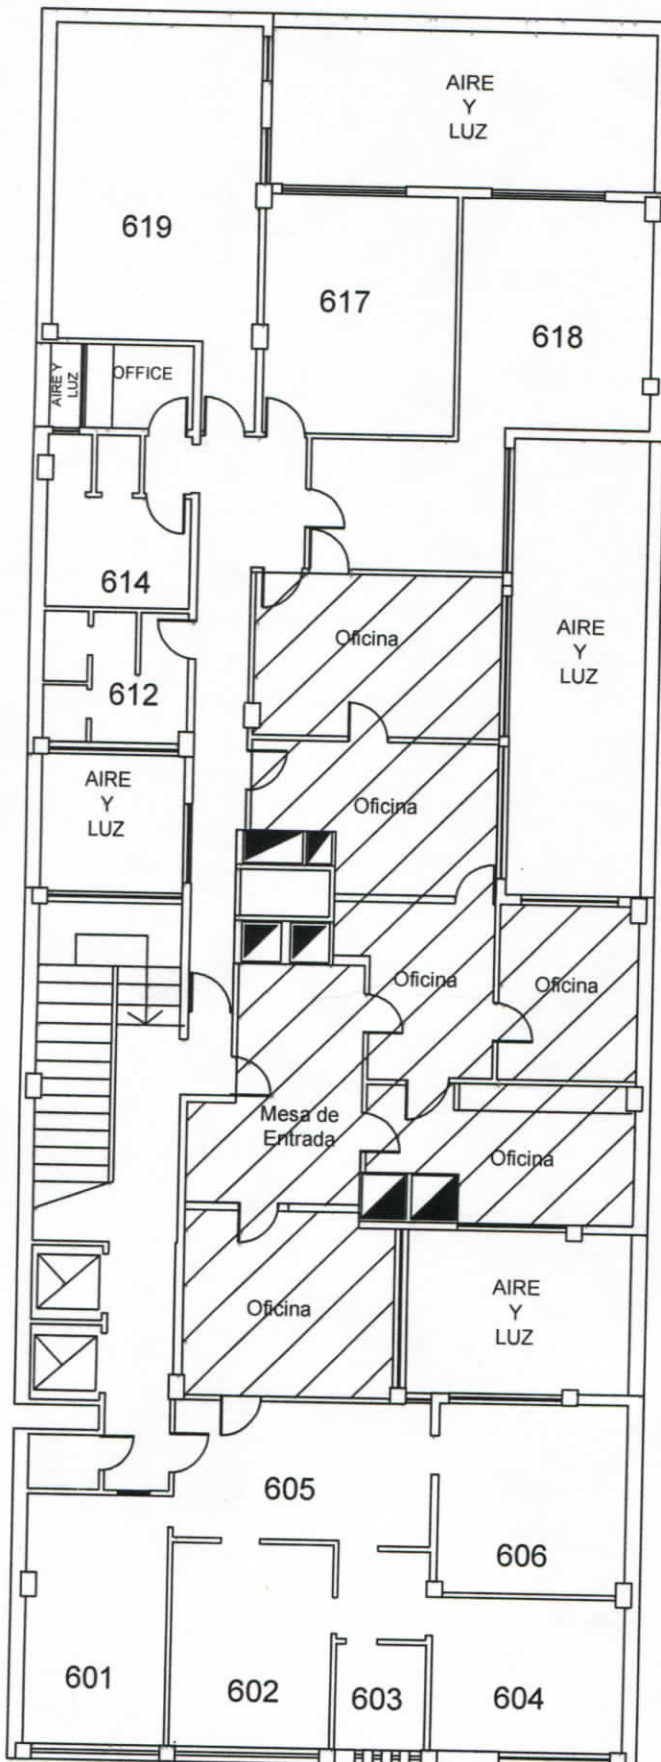 AIRE
Y
LUZ
619
617
618
AIRE Y
LUZ
OFFICE
614
Oficina
AIRE
Y
LUZ
612
AIRE
Y
LUZ
Oficina
Oficina
Oficina
Mesa de
Entrada
Oficina
Oficina
AIRE
Y
LUZ
605
606
601
602
603
604